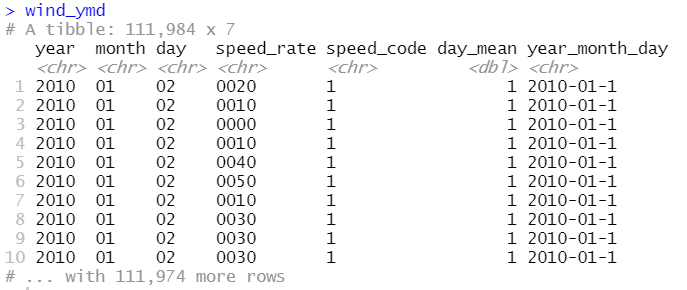 > wind_ymd
# A tibble: 111,984 x 7
year month day speed_rate speed_code day_mean year_month_day
<chr> <chr> <chr> <chr> <chr> <dbl> <chr>
1 2010 01 02 0020 1 1 2010-01-1
2 2010 01 02 0010 1 1 2010-01-1
3 2010 01 02 0000 1 1 2010-01-1
4 2010 01 02 0010 1 1 2010-01-1
5 2010 01 02 0040 1 1 2010-01-1
6 2010 01 02 0050 1 1 2010-01-1
7 2010 01 02 0010 1 1 2010-01-1
8 2010 01 02 0030 1 1 2010-01-1
9 2010 01 02 0030 1 1 2010-01-1
10 2010 01 02 0030 1 1 2010-01-1
# ... with 111,974 more rows